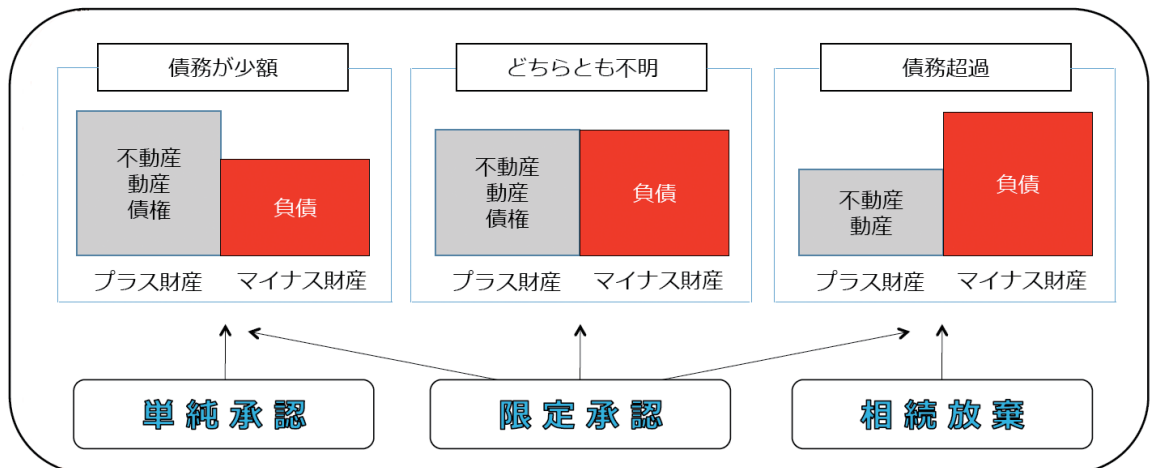 債務が少額
どちらとも不明
債務超過
不動産
動産
債権
負債
プラス財産
マイナス財産
不動産
動産
債権
負債
プラス財産
マイナス財産
不動産
動産
負債
プラス財産
マイナス財産
単純承認
限定承認
相続放棄